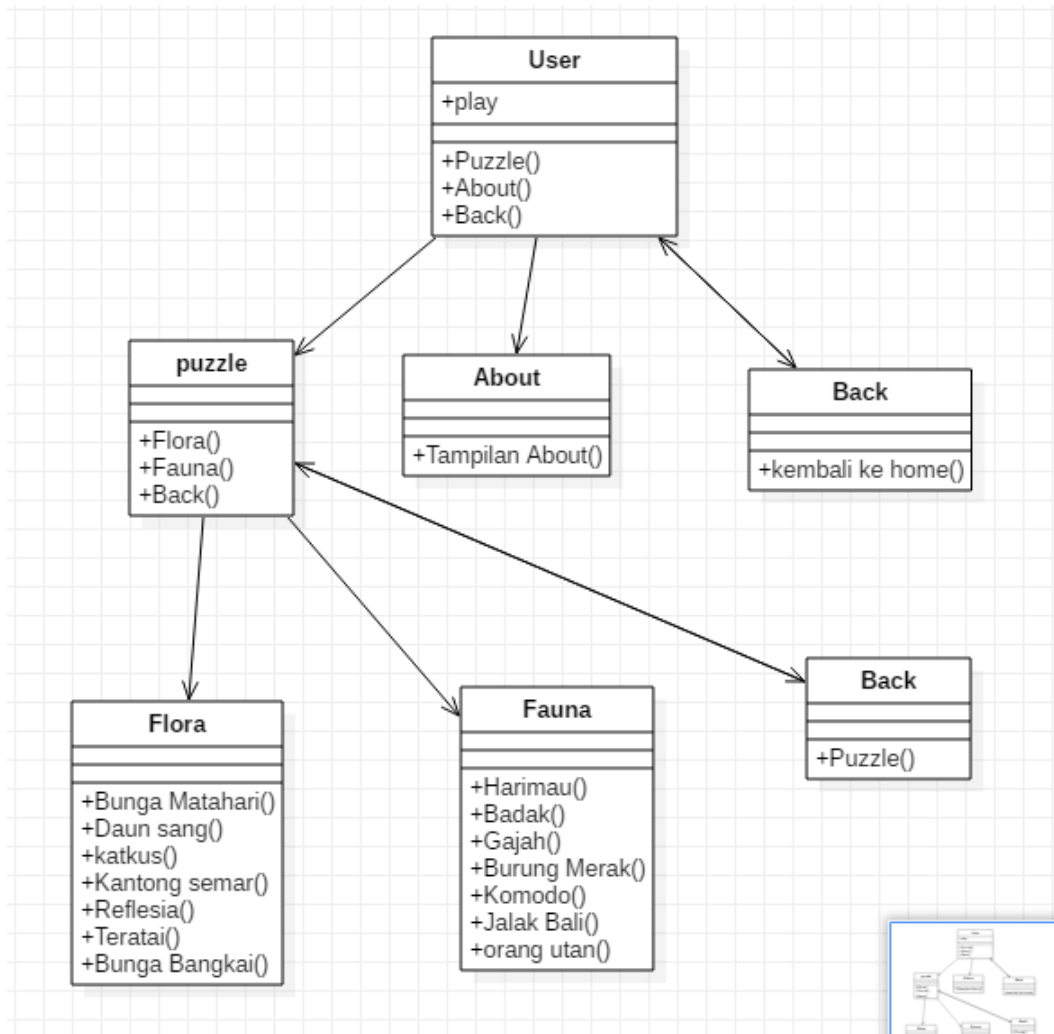 User
+play
+Puzzle()
+About()
+Back()
puzzle
+Flora()
+Fauna()
+Back()
About
+Tampilan About()
Back
+kembali ke home()
Flora
+Bunga Matahari()
+Daun sang()
+katkus()
+Kantong semar()
+Reflesia()
+Teratai()
+Bunga Bangkai()
Fauna
+Harimau()
+Badak()
+Gajah()
+Burung Merak()
+Komodo()
+Jalak Bali()
+orang utan()
Back
+Puzzle()